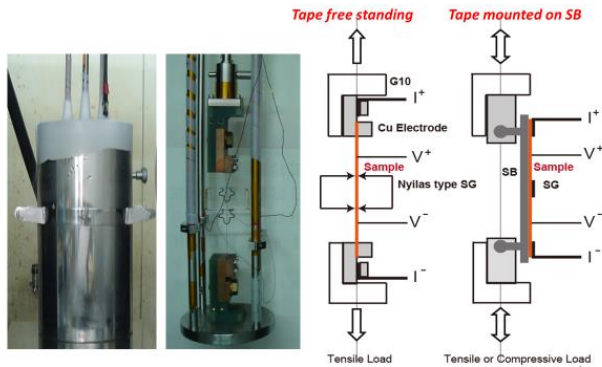 Tape free standing
Tape mounted on SB
G10
I+
Cu Electrode
V+
Sample
Nyilas type SG
V-
I-
Tensile Load
I+
V+
SB
Sample
SG
V-
I-
Tensile or Compressive Load